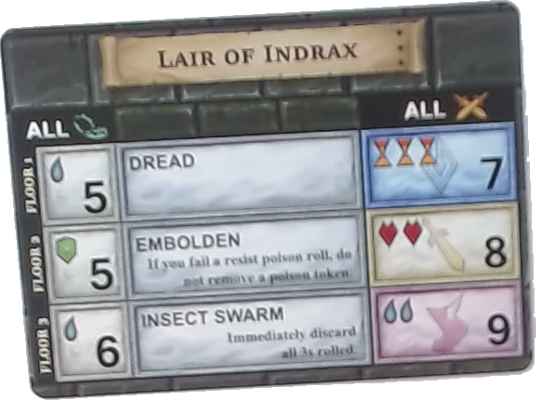 LAIR OF INDRAX
ALL
ALL
FLOOR 1
5
DREAD
7
FLOOR 2
5
EMBOLDEN
If you fail a resist poison roll, do
not remove a poison token.
8
FLOOR 3
6
INSECT SWARM
Immediately discard
all 3s rolled.
9